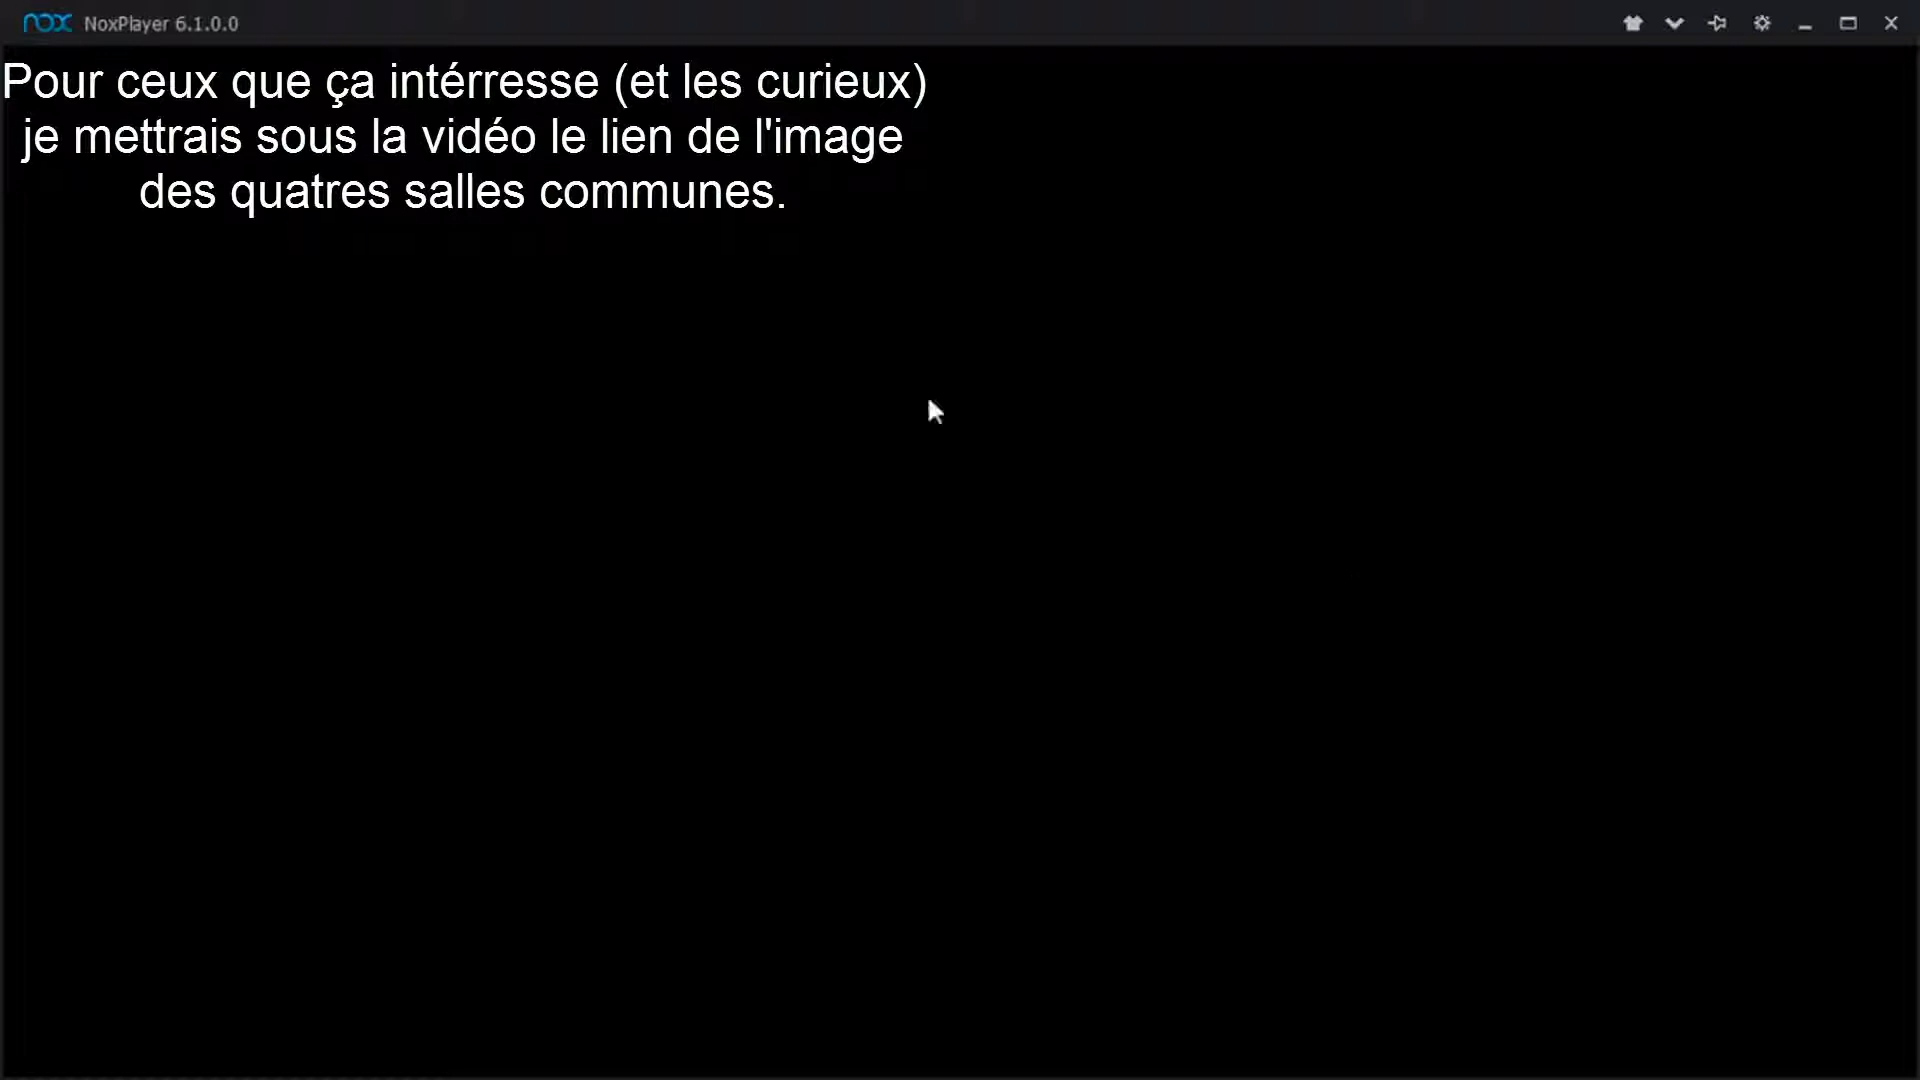 nox NoxPlayer 6.1.0.0
Pour ceux que ça intérresse (et les curieux)
je mettrais sous la vidéo le lien de l'image
des quatres salles communes.